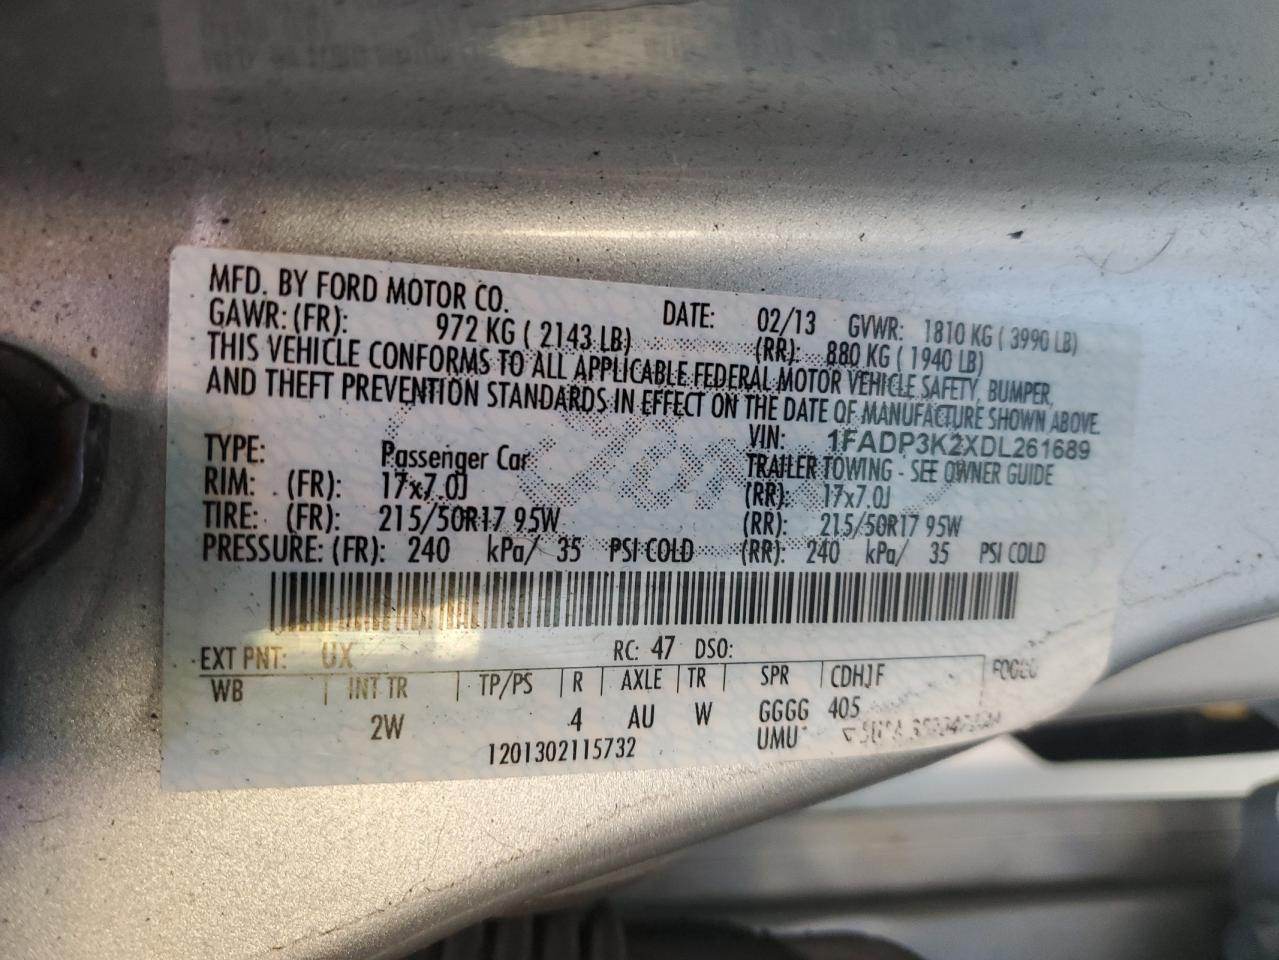 MFD. BY FORD MOTOR CO.
DATE: 02/13 GVWR: 1810 KG ( 3990 LB)
GAWR: (FR): 972 KG ( 2143 LB) (RR): 880 KG ( 1940 LB)
THIS VEHICLE CONFORMS TO ALL APPLICABLE FEDERAL MOTOR VEHICLE SAFETY, BUMPER,
AND THEFT PREVENTION STANDARDS IN EFFECT ON THE DATE OF MANUFACTURE SHOWN ABOVE.
VIN: 1FADP3K2XDL261689
TYPE: Passenger Car TRAILER TOWING - SEE OWNER GUIDE
RIM: (FR): 17x7.0J (RR): 17x7.0J
TIRE: (FR): 215/50R17 95W (RR): 215/50R17 95W
PRESSURE: (FR): 240 kPa/ 35 PSI COLD (RR): 240 kPa/ 35 PSI COLD
EXT PNT: UX RC: 47 DSO:
WB | INT TR | TP/PS | R | AXLE | TR SPR CDHJF
2W 4 AU W GGGG 405
1201302115732 UMU